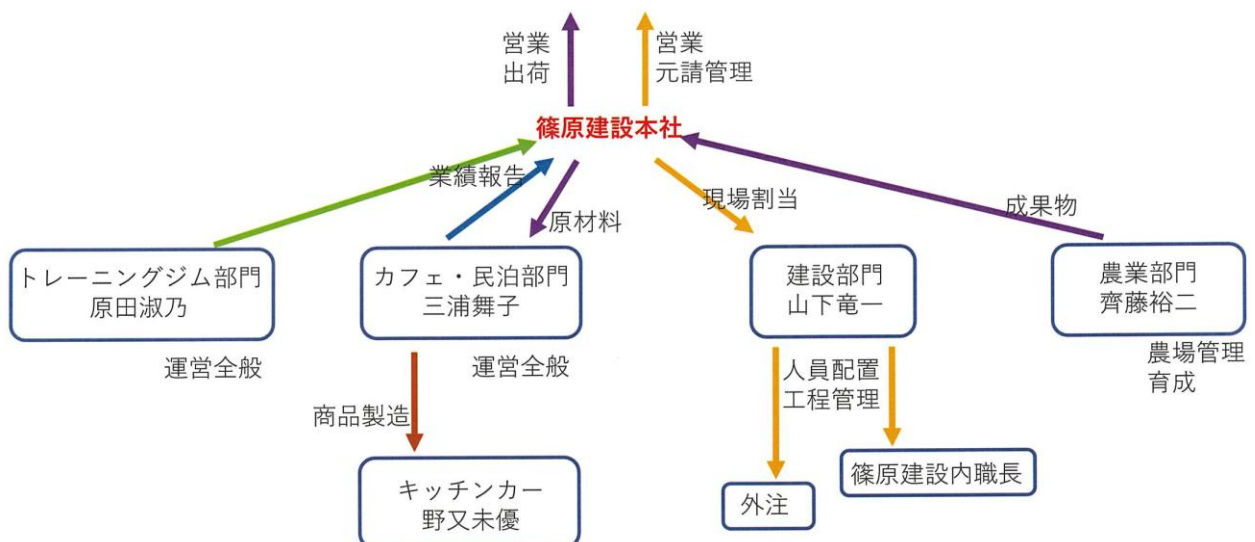 営業
出荷
営業
元請管理
篠原建設本社
業績報告
原材料
現場割当
成果物
トレーニングジム部門
原田淑乃
カフェ・民泊部門
三浦舞子
建設部門
山下竜一
農業部門
齊藤裕二
運営全般
運営全般
農場管理
育成
人員配置
工程管理
商品製造
キッチンカー
野又未優
外注
篠原建設内職長